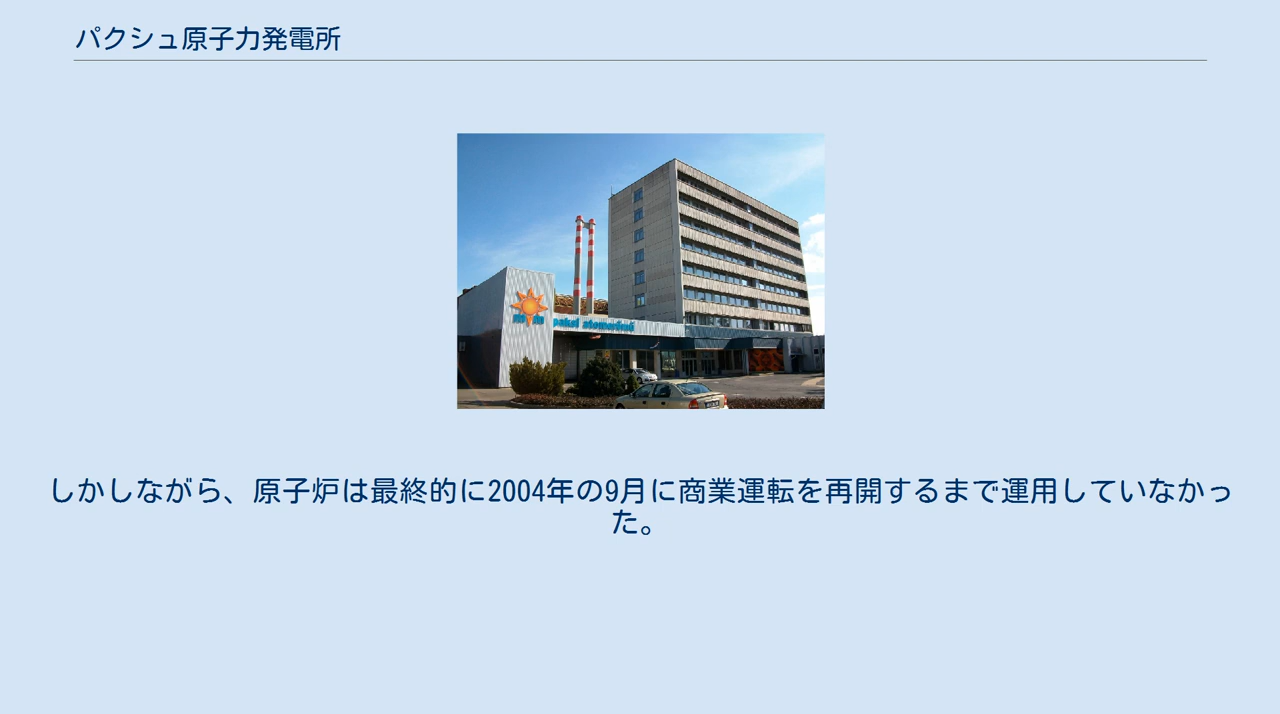 パクシュ原子力発電所
paksi atomerőmű
しかしながら、原子炉は最終的に2004年の9月に商業運転を再開するまで運用していなかっ
た。